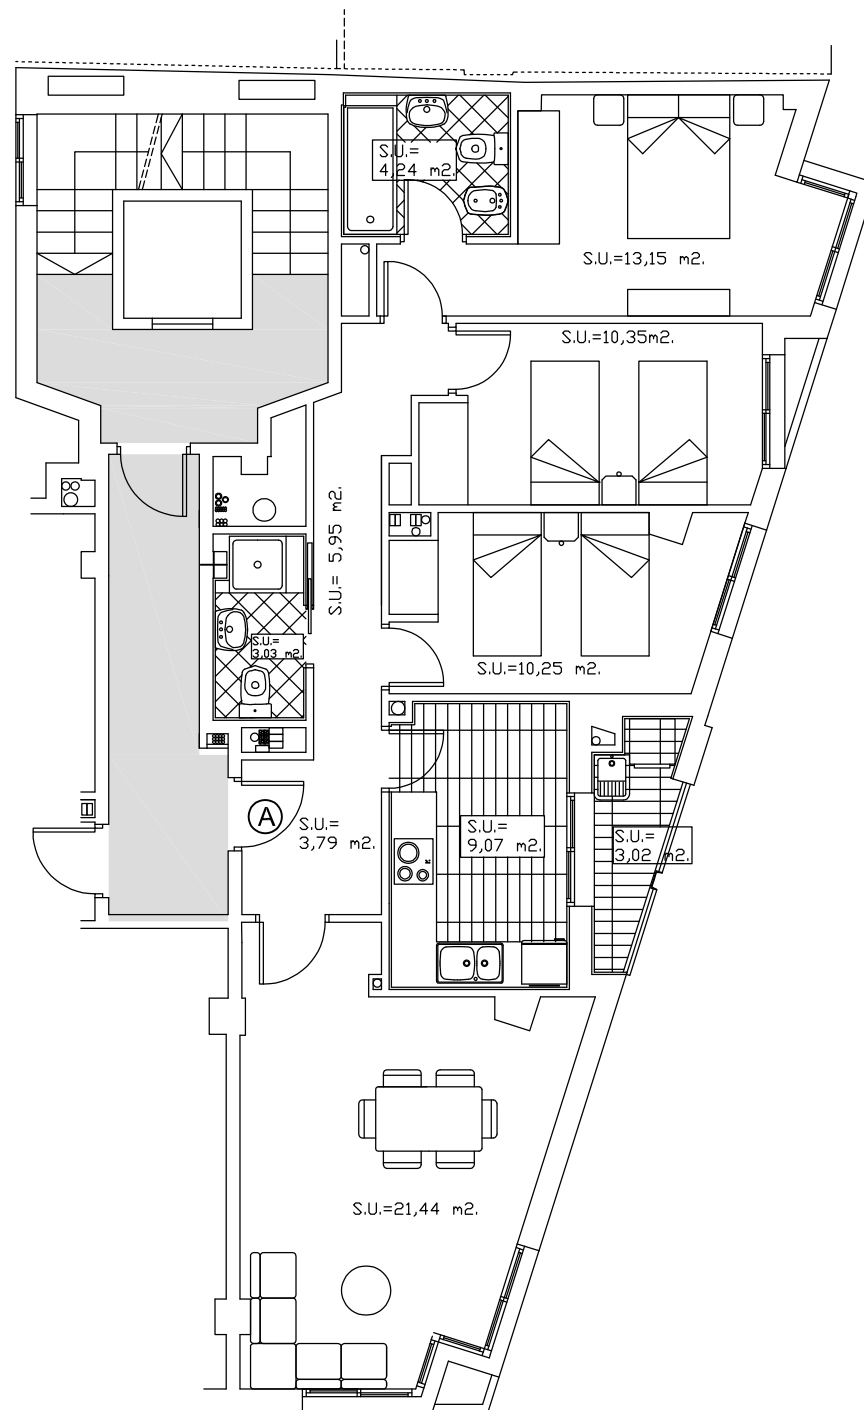 S.U.=
4,24 m2.
S.U.=13,15 m2.
S.U.=10,35m2.
S.U.= 5,95 m2.
S.U.=
3,03 m2.
S.U.=10,25 m2.
A
S.U.=
3,79 m2.
S.U.=
9,07 m2.
S.U.=
3,02 m2.
S.U.=21,44 m2.